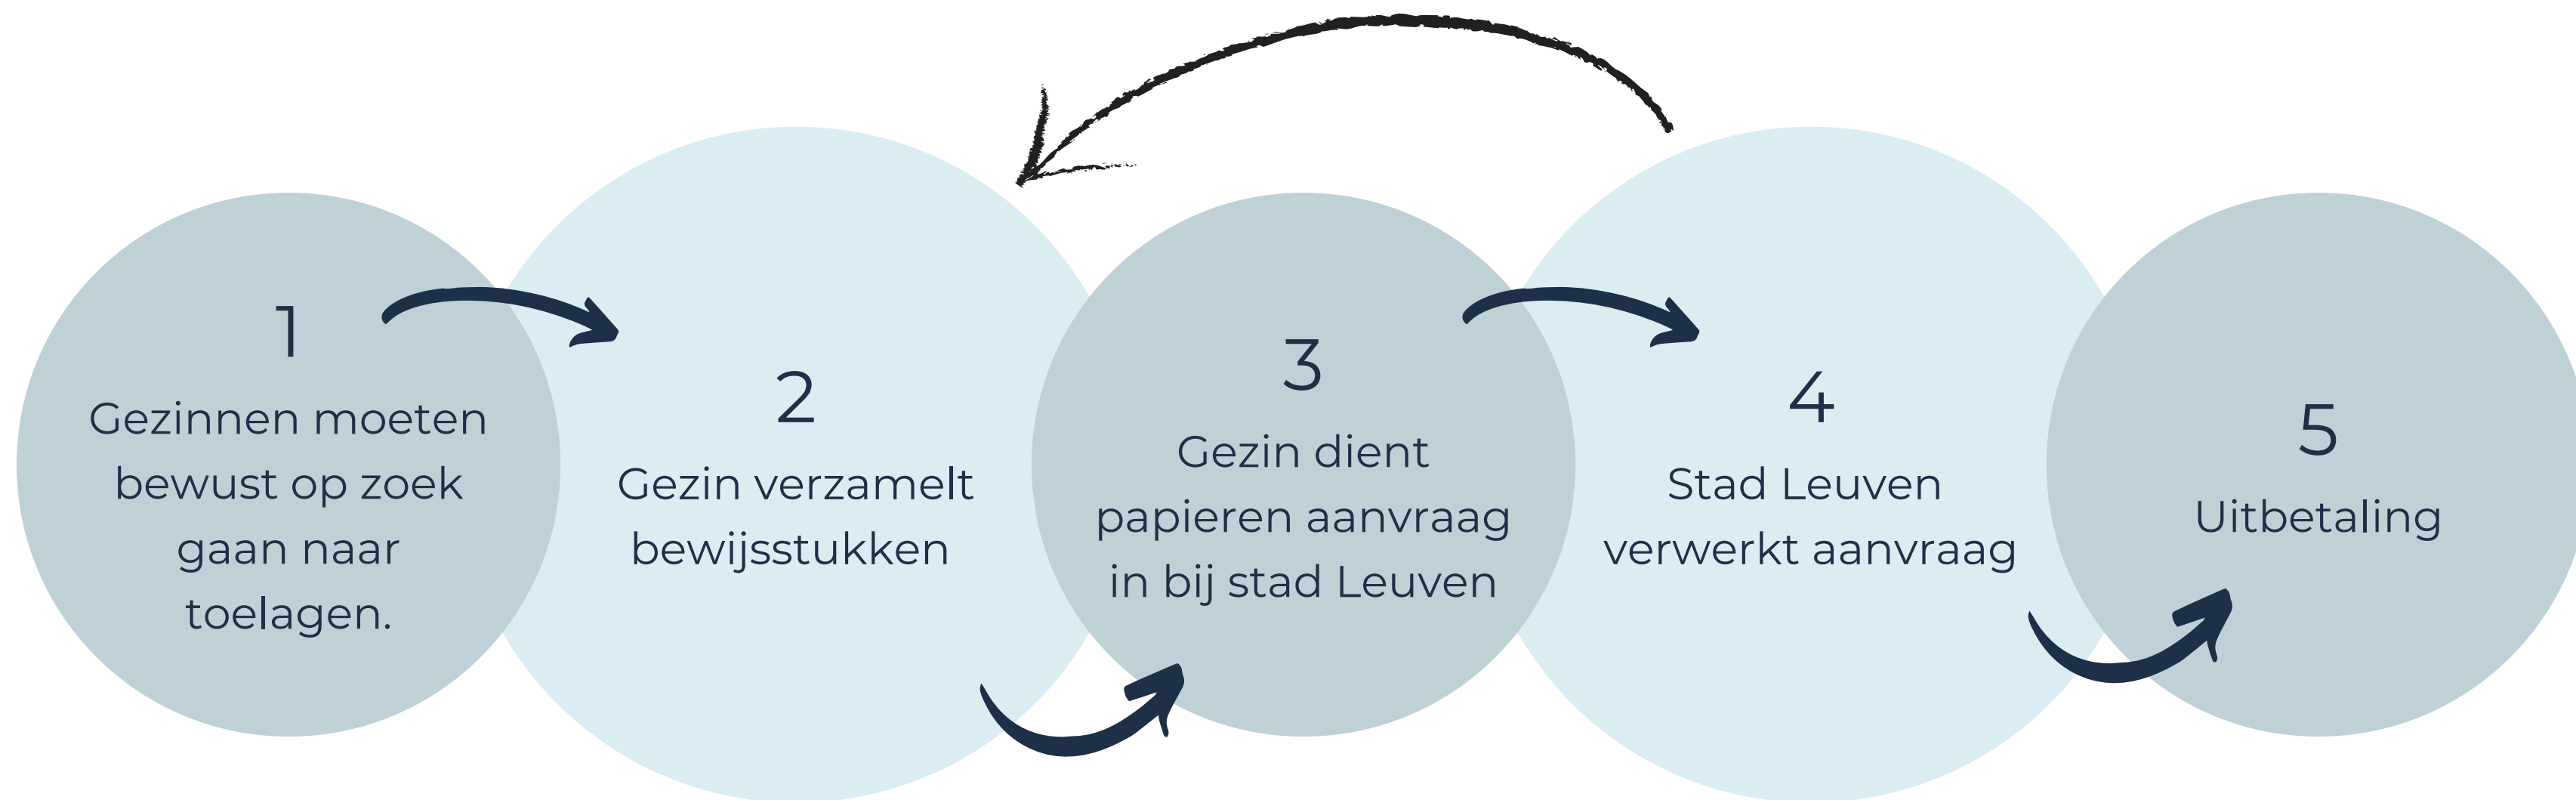 1
Gezinnen moeten
bewust op zoek
gaan naar
toelagen.
2
Gezin verzamelt
bewijsstukken
3
Gezin dient
papieren aanvraag
in bij stad Leuven
4
Stad Leuven
verwerkt aanvraag
5
Uitbetaling